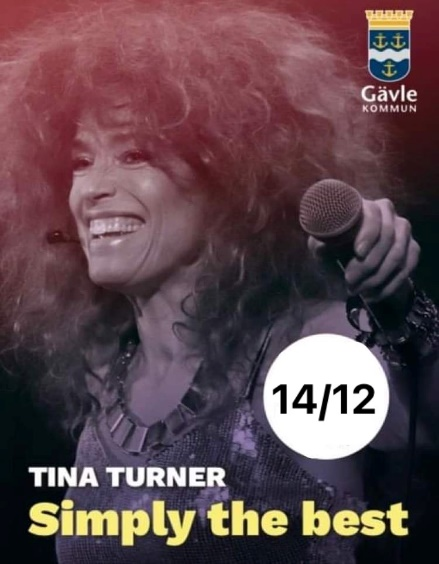 Gävle
KOMMUN
14/12
TINA TURNER
Simply the best